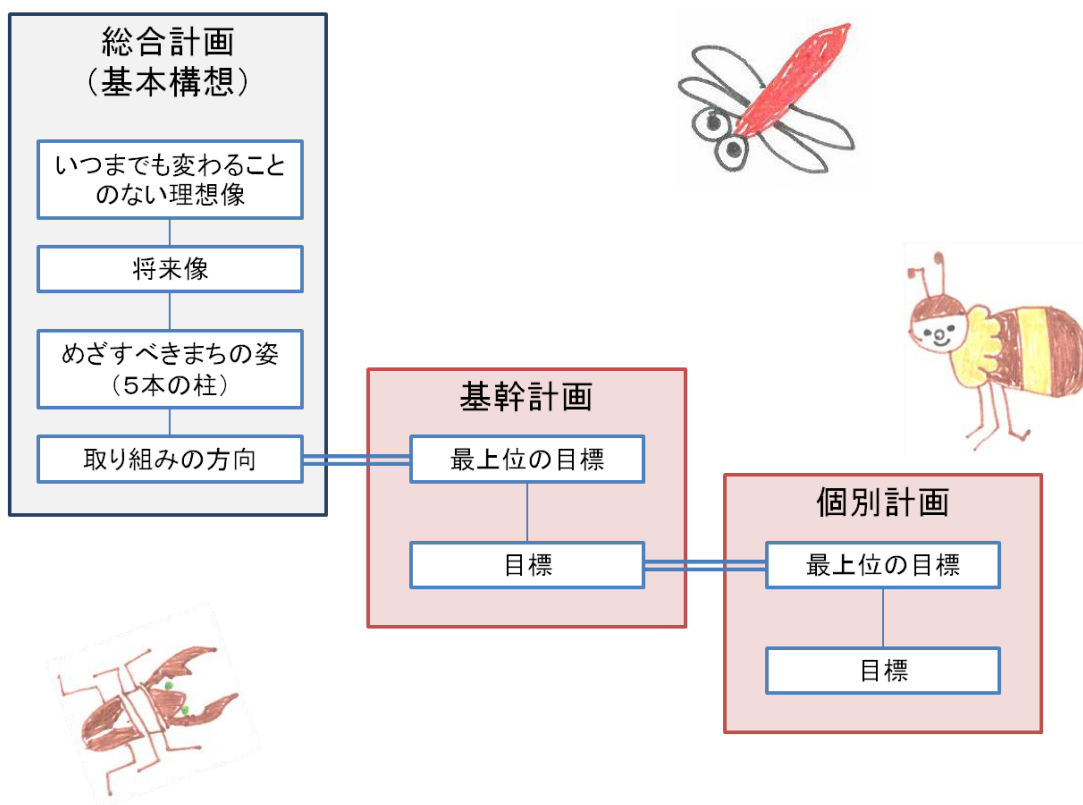 総合計画
（基本構想）
いつまでも変わること
のない理想像
将来像
めざすべきまちの姿
（５本の柱）
取り組みの方向
基幹計画
最上位の目標
目標
個別計画
最上位の目標
目標